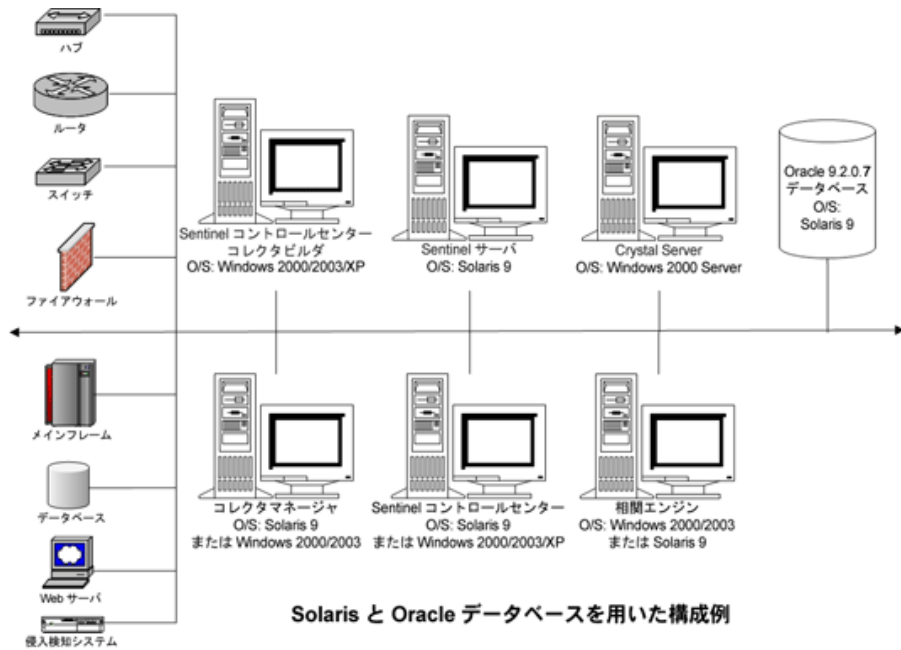 ハブ
ルータ
スイッチ
ファイアウォール
Sentinel コントロールセンター
コレクタビルダ
O/S: Windows 2000/2003/XP
Sentinel サーバ
O/S: Solaris 9
Crystal Server
O/S: Windows 2000 Server
Oracle 9.2.0.7
データベース
O/S:
Solaris 9
メインフレーム
データベース
Web サーバ
侵入検知システム
コレクタマネージャ
O/S: Solaris 9
または Windows 2000/2003
Sentinel コントロールセンター
O/S: Solaris 9
または Windows 2000/2003/XP
相関エンジン
O/S: Windows 2000/2003
または Solaris 9
Solaris と Oracle データベースを用いた構成例